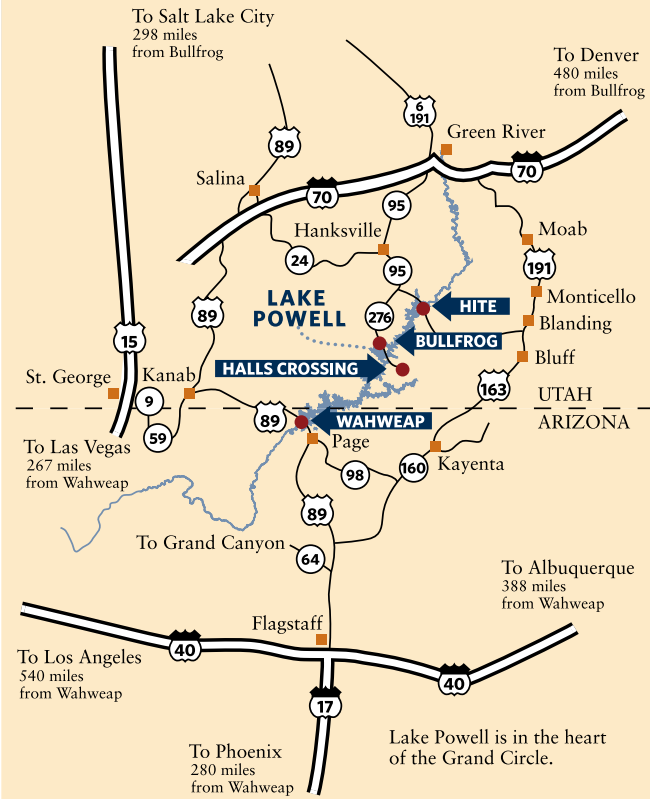 To Salt Lake City
298 miles
from Bullfrog
To Denver
480 miles
from Bullfrog
6
191
Green River
89
70
70
Salina
95
Hanksville
Moab
24
95
191
LAKE
POWELL
HITE
Monticello
276
89
Blanding
15
BULLFROG
Bluff
HALLS CROSSING
St. George
Kanab
163
9
UTAH
89
WAHWEAP
ARIZONA
59
Page
To Las Vegas
267 miles
from Wahweap
98
160
Kayenta
89
To Grand Canyon
64
To Albuquerque
388 miles
from Wahweap
Flagstaff
40
To Los Angeles
540 miles
from Wahweap
40
17
Lake Powell is in the heart
of the Grand Circle.
To Phoenix
280 miles
from Wahweap